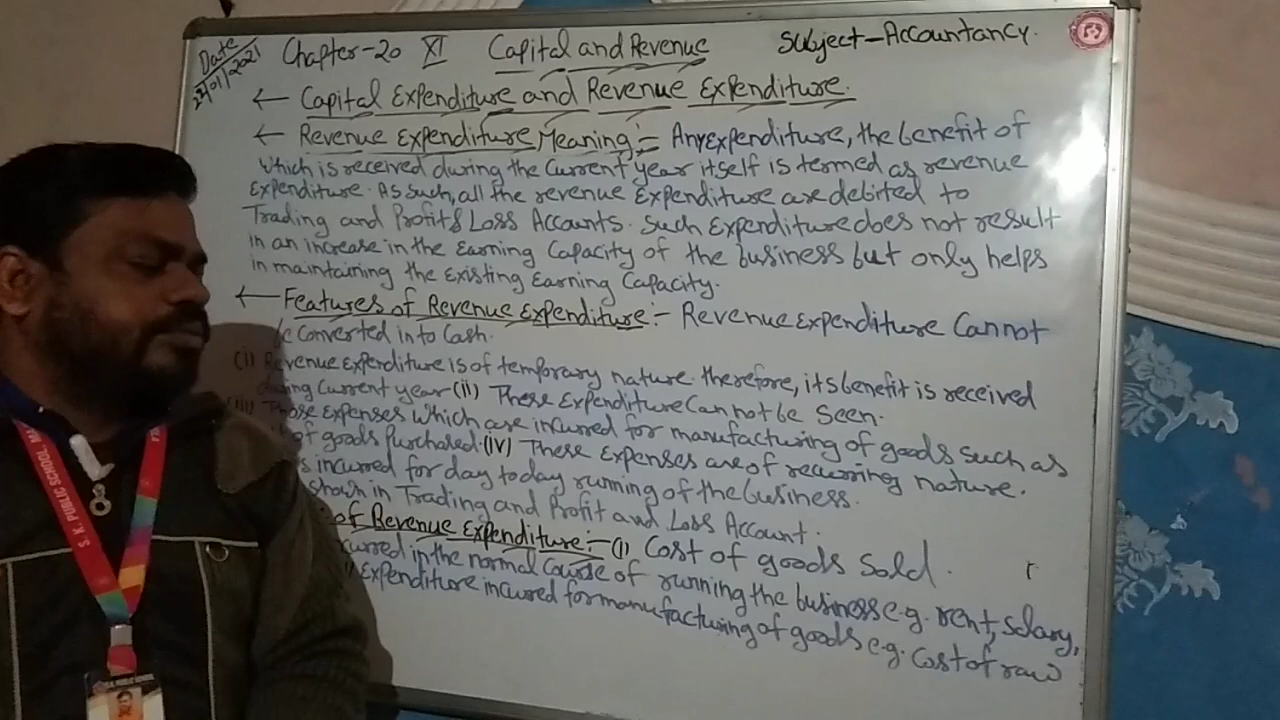 Date
22/01/2021
Chapter-20 XI Capital and Revenue Subject-Accountancy.
← Capital Expenditure and Revenue Expenditure.
← Revenue Expenditure Meaning:- Any expenditure, the benefit of
which is received during the current year itself is termed as revenue
Expenditure. As such, all the revenue Expenditure are debited to
Trading and Profit & Loss Accounts. Such Expenditure does not result
in an increase in the Earning Capacity of the business but only helps
in maintaining the Existing Earning Capacity.
← Features of Revenue Expenditure:- Revenue Expenditure Cannot
be Converted in to Cash.
(i) Revenue Expenditure is of temporary nature therefore, its benefit is received
during Current year (ii) These Expenditure Cannot be Seen.
(iii) Those Expenses which are incurred for manufacturing of goods such as
of goods Purchased. (iv) These Expenses are of recurring nature.
incurred for day today running of the business.
shown in Trading and Profit and Loss Account.
of Revenue Expenditure:- (i) Cost of goods Sold.
in the normal Course of running the business e.g. rent, Salary,
Expenditure incurred for manufacturing of goods e.g. Cost of raw
S. K. PUBLIC SCHOOL